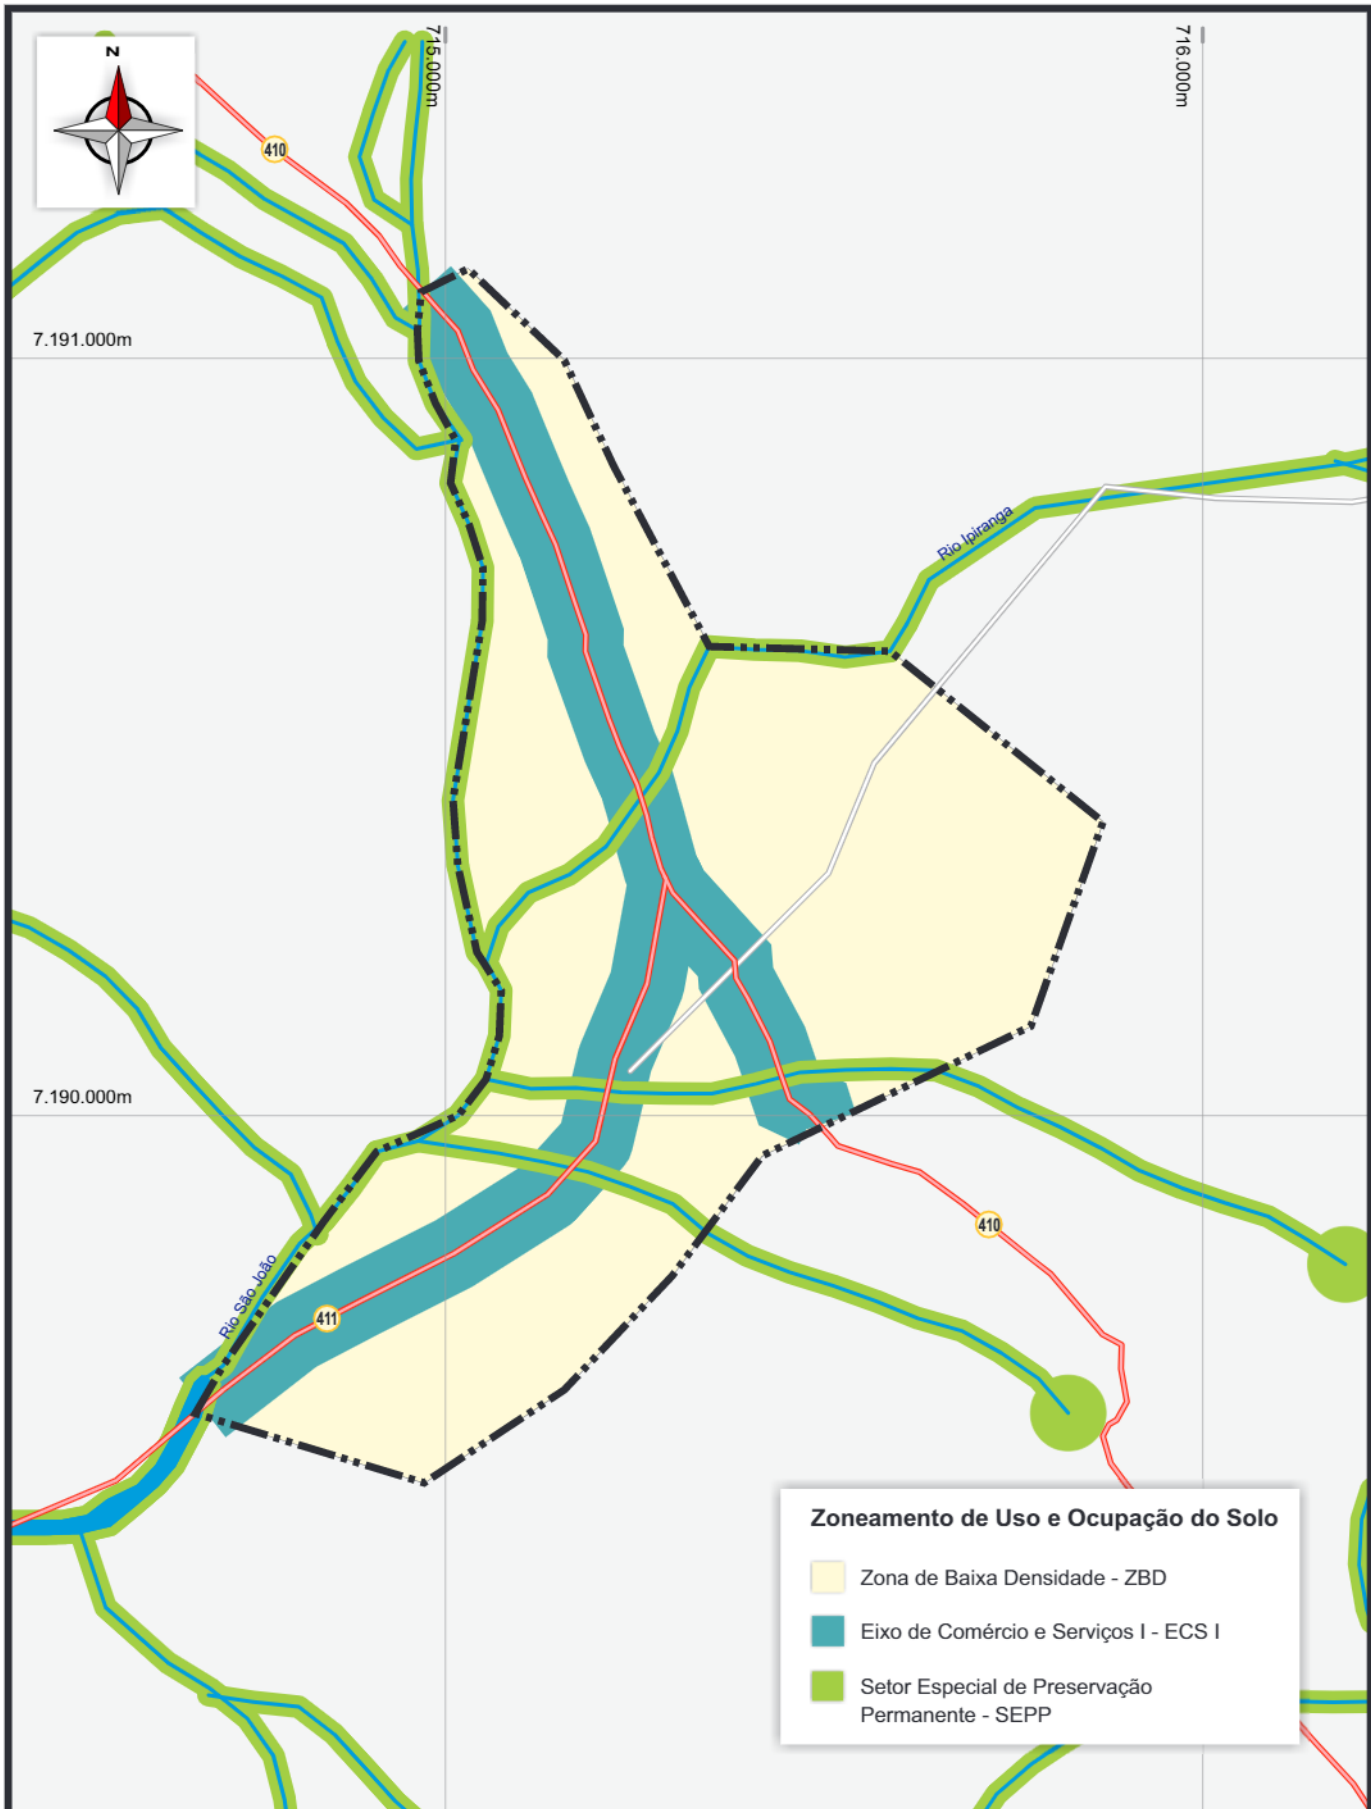 N
715.000m
716.000m
410
7.191.000m
Rio Ipiranga
7.190.000m
410
Rio São João
411
Zoneamento de Uso e Ocupação do Solo
Zona de Baixa Densidade - ZBD
Eixo de Comércio e Serviços I - ECS I
Setor Especial de Preservação
Permanente - SEPP